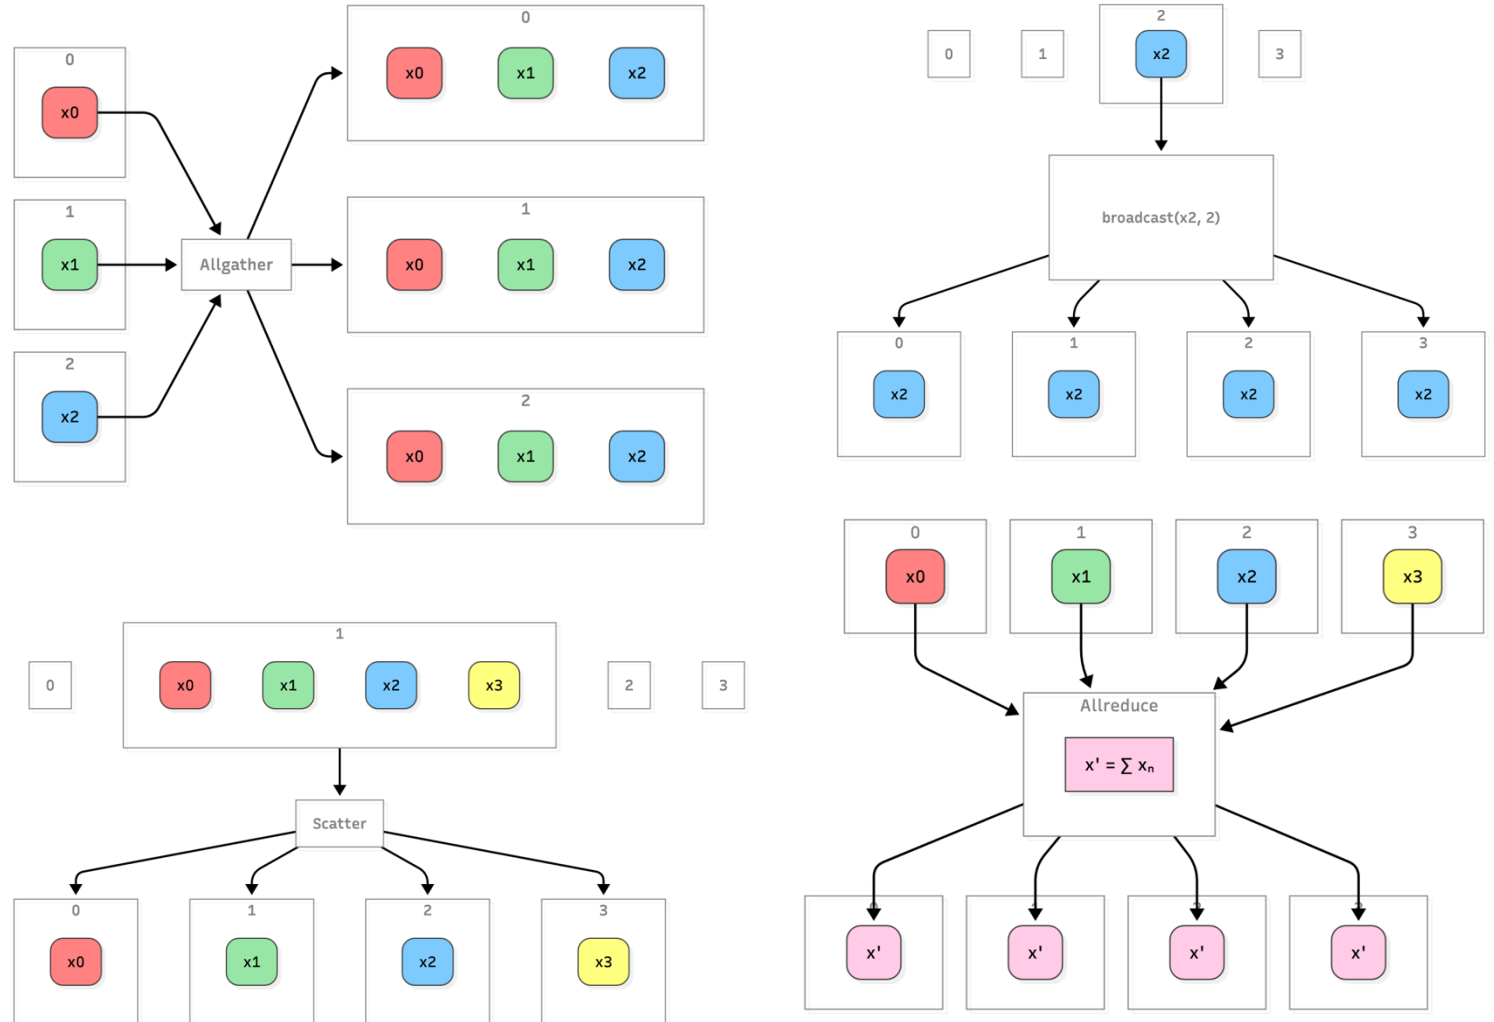 0
x0
1
x1
2
x2
Allgather
0
x0 x1 x2
1
x0 x1 x2
2
x0 x1 x2
0 1 3
2
x2
broadcast(x2, 2)
0 1 2 3
x2 x2 x2 x2
0
1
x0 x1 x2 x3
2 3
Scatter
0 1 2 3
x0 x1 x2 x3
0 1 2 3
x0 x1 x2 x3
Allreduce
x' = ∑ xₙ
x' x' x' x'